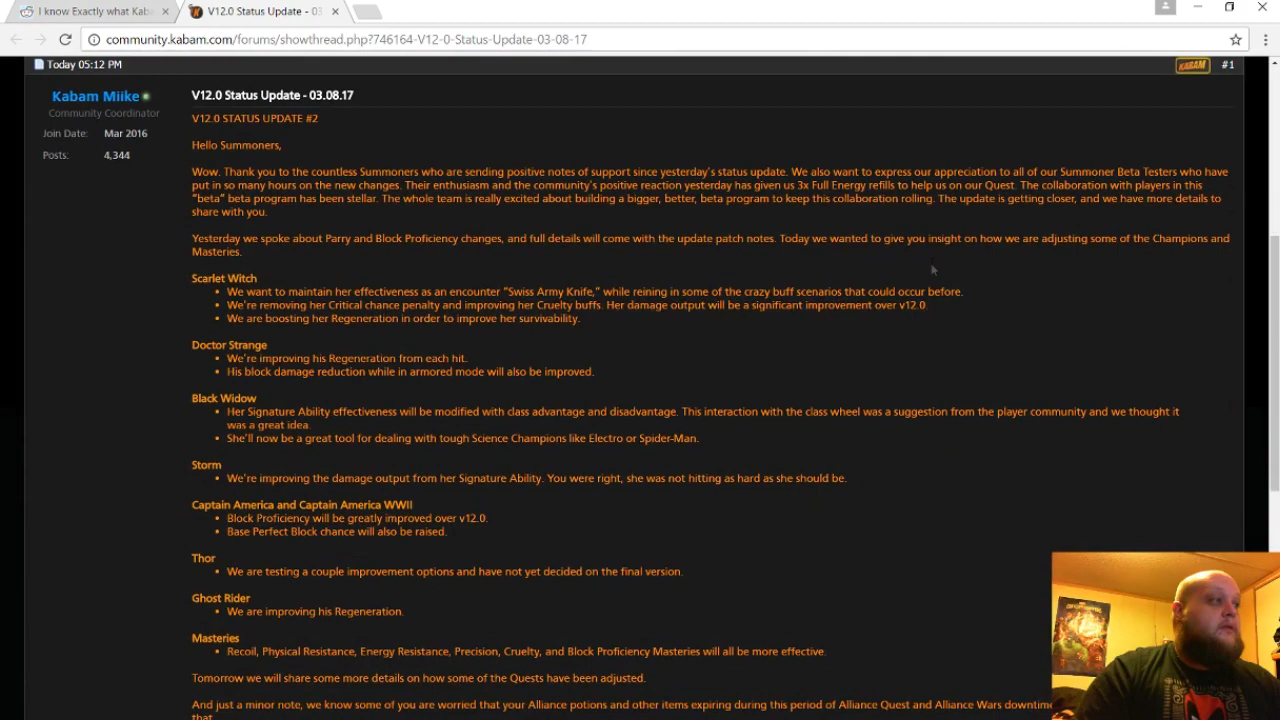 I know Exactly what Kab
V12.0 Status Update - 03
community.kabam.com/forums/showthread.php?746164-V12-0-Status-Update-03-08-17
Today 05:12 PM
KABAM
#1
Kabam Miike
Community Coordinator
Join Date: Mar 2016
Posts: 4,344
V12.0 Status Update - 03.08.17
V12.0 STATUS UPDATE #2
Hello Summoners,
Wow. Thank you to the countless Summoners who are sending positive notes of support since yesterday's status update. We also want to express our appreciation to all of our Summoner Beta Testers who have
put in so many hours on the new changes. Their enthusiasm and the community's positive reaction yesterday has given us 3x Full Energy refills to help us on our Quest. The collaboration with players in this
"beta" beta program has been stellar. The whole team is really excited about building a bigger, better, beta program to keep this collaboration rolling. The update is getting closer, and we have more details to
share with you.
Yesterday we spoke about Parry and Block Proficiency changes, and full details will come with the update patch notes. Today we wanted to give you insight on how we are adjusting some of the Champions and
Masteries.
Scarlet Witch
• We want to maintain her effectiveness as an encounter "Swiss Army Knife," while reining in some of the crazy buff scenarios that could occur before.
• We're removing her Critical chance penalty and improving her Cruelty buffs. Her damage output will be a significant improvement over v12.0.
• We are boosting her Regeneration in order to improve her survivability.
Doctor Strange
• We're improving his Regeneration from each hit.
• His block damage reduction while in armored mode will also be improved.
Black Widow
• Her Signature Ability effectiveness will be modified with class advantage and disadvantage. This interaction with the class wheel was a suggestion from the player community and we thought it
was a great idea.
• She'll now be a great tool for dealing with tough Science Champions like Electro or Spider-Man.
Storm
• We're improving the damage output from her Signature Ability. You were right, she was not hitting as hard as she should be.
Captain America and Captain America WWII
• Block Proficiency will be greatly improved over v12.0.
• Base Perfect Block chance will also be raised.
Thor
• We are testing a couple improvement options and have not yet decided on the final version.
Ghost Rider
• We are improving his Regeneration.
Masteries
• Recoil, Physical Resistance, Energy Resistance, Precision, Cruelty, and Block Proficiency Masteries will all be more effective.
Tomorrow we will share some more details on how some of the Quests have been adjusted.
And just a minor note, we know some of you are worried that your Alliance potions and other items expiring during this period of Alliance Quest and Alliance Wars downtime
that